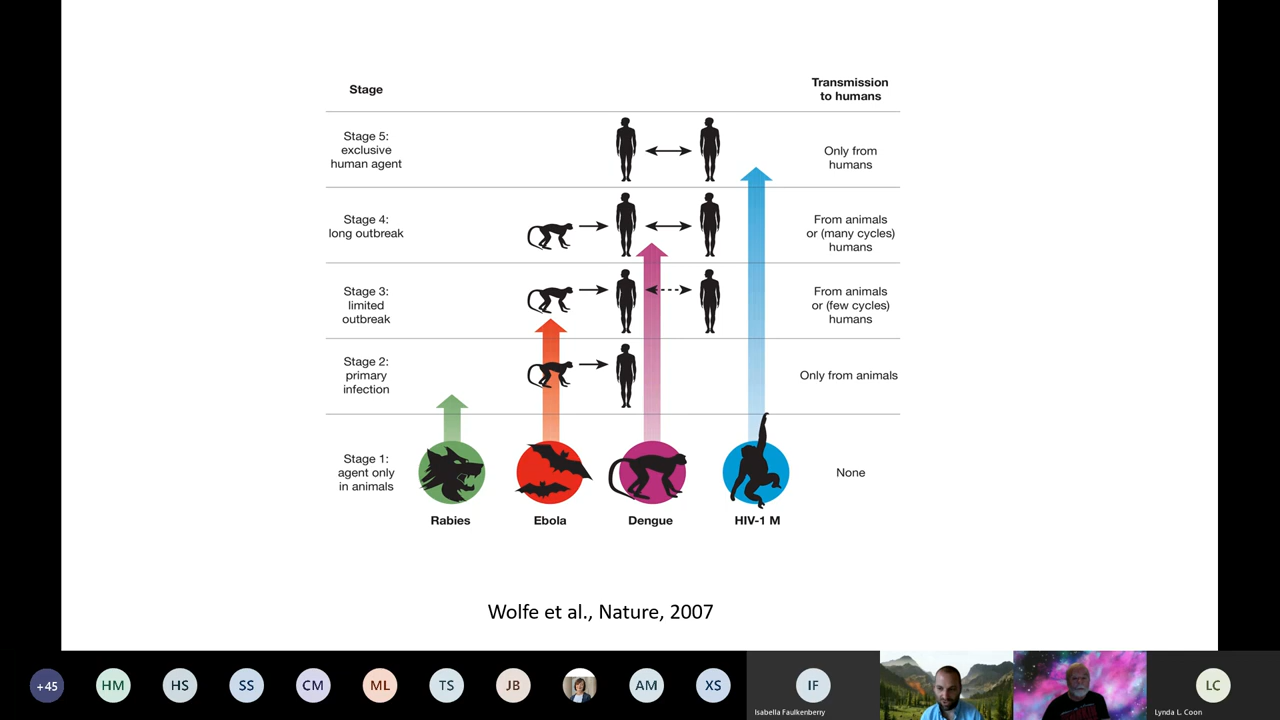 Stage
Transmission
to humans
Stage 5:
exclusive
human agent
Only from
humans
Stage 4:
long outbreak
From animals
or (many cycles)
humans
Stage 3:
limited
outbreak
From animals
or (few cycles)
humans
Stage 2:
primary
infection
Only from animals
Stage 1:
agent only
in animals
None
Rabies
Ebola
Dengue
HIV-1 M
Wolfe et al., Nature, 2007
+45
HM
HS
SS
CM
ML
TS
JB
AM
XS
IF
Isabella Faulkenberry
LC
Lynda L. Coon